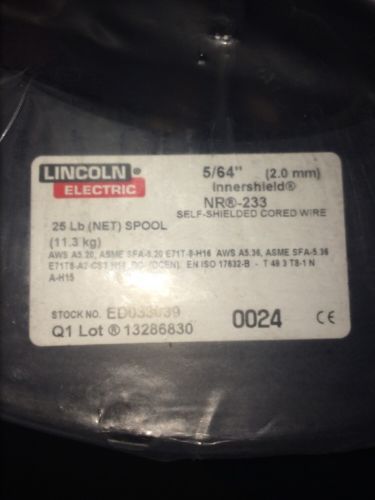 LINCOLN®
ELECTRIC
5/64" (2.0 mm)
Innershield®
NR®-233
SELF-SHIELDED CORED WIRE
25 Lb (NET) SPOOL
(11.3 kg)
AWS A5.20, ASME SFA-5.20 E71T-8-H16 AWS A5.36, ASME SFA-5.36
E71T8-A2-CS3-H16, DC- (DCEN). EN ISO 17632-B - T 49 3 T8-1 N
A-H15
STOCK NO. ED033039
Q1 Lot ® 13286830
0024 CE